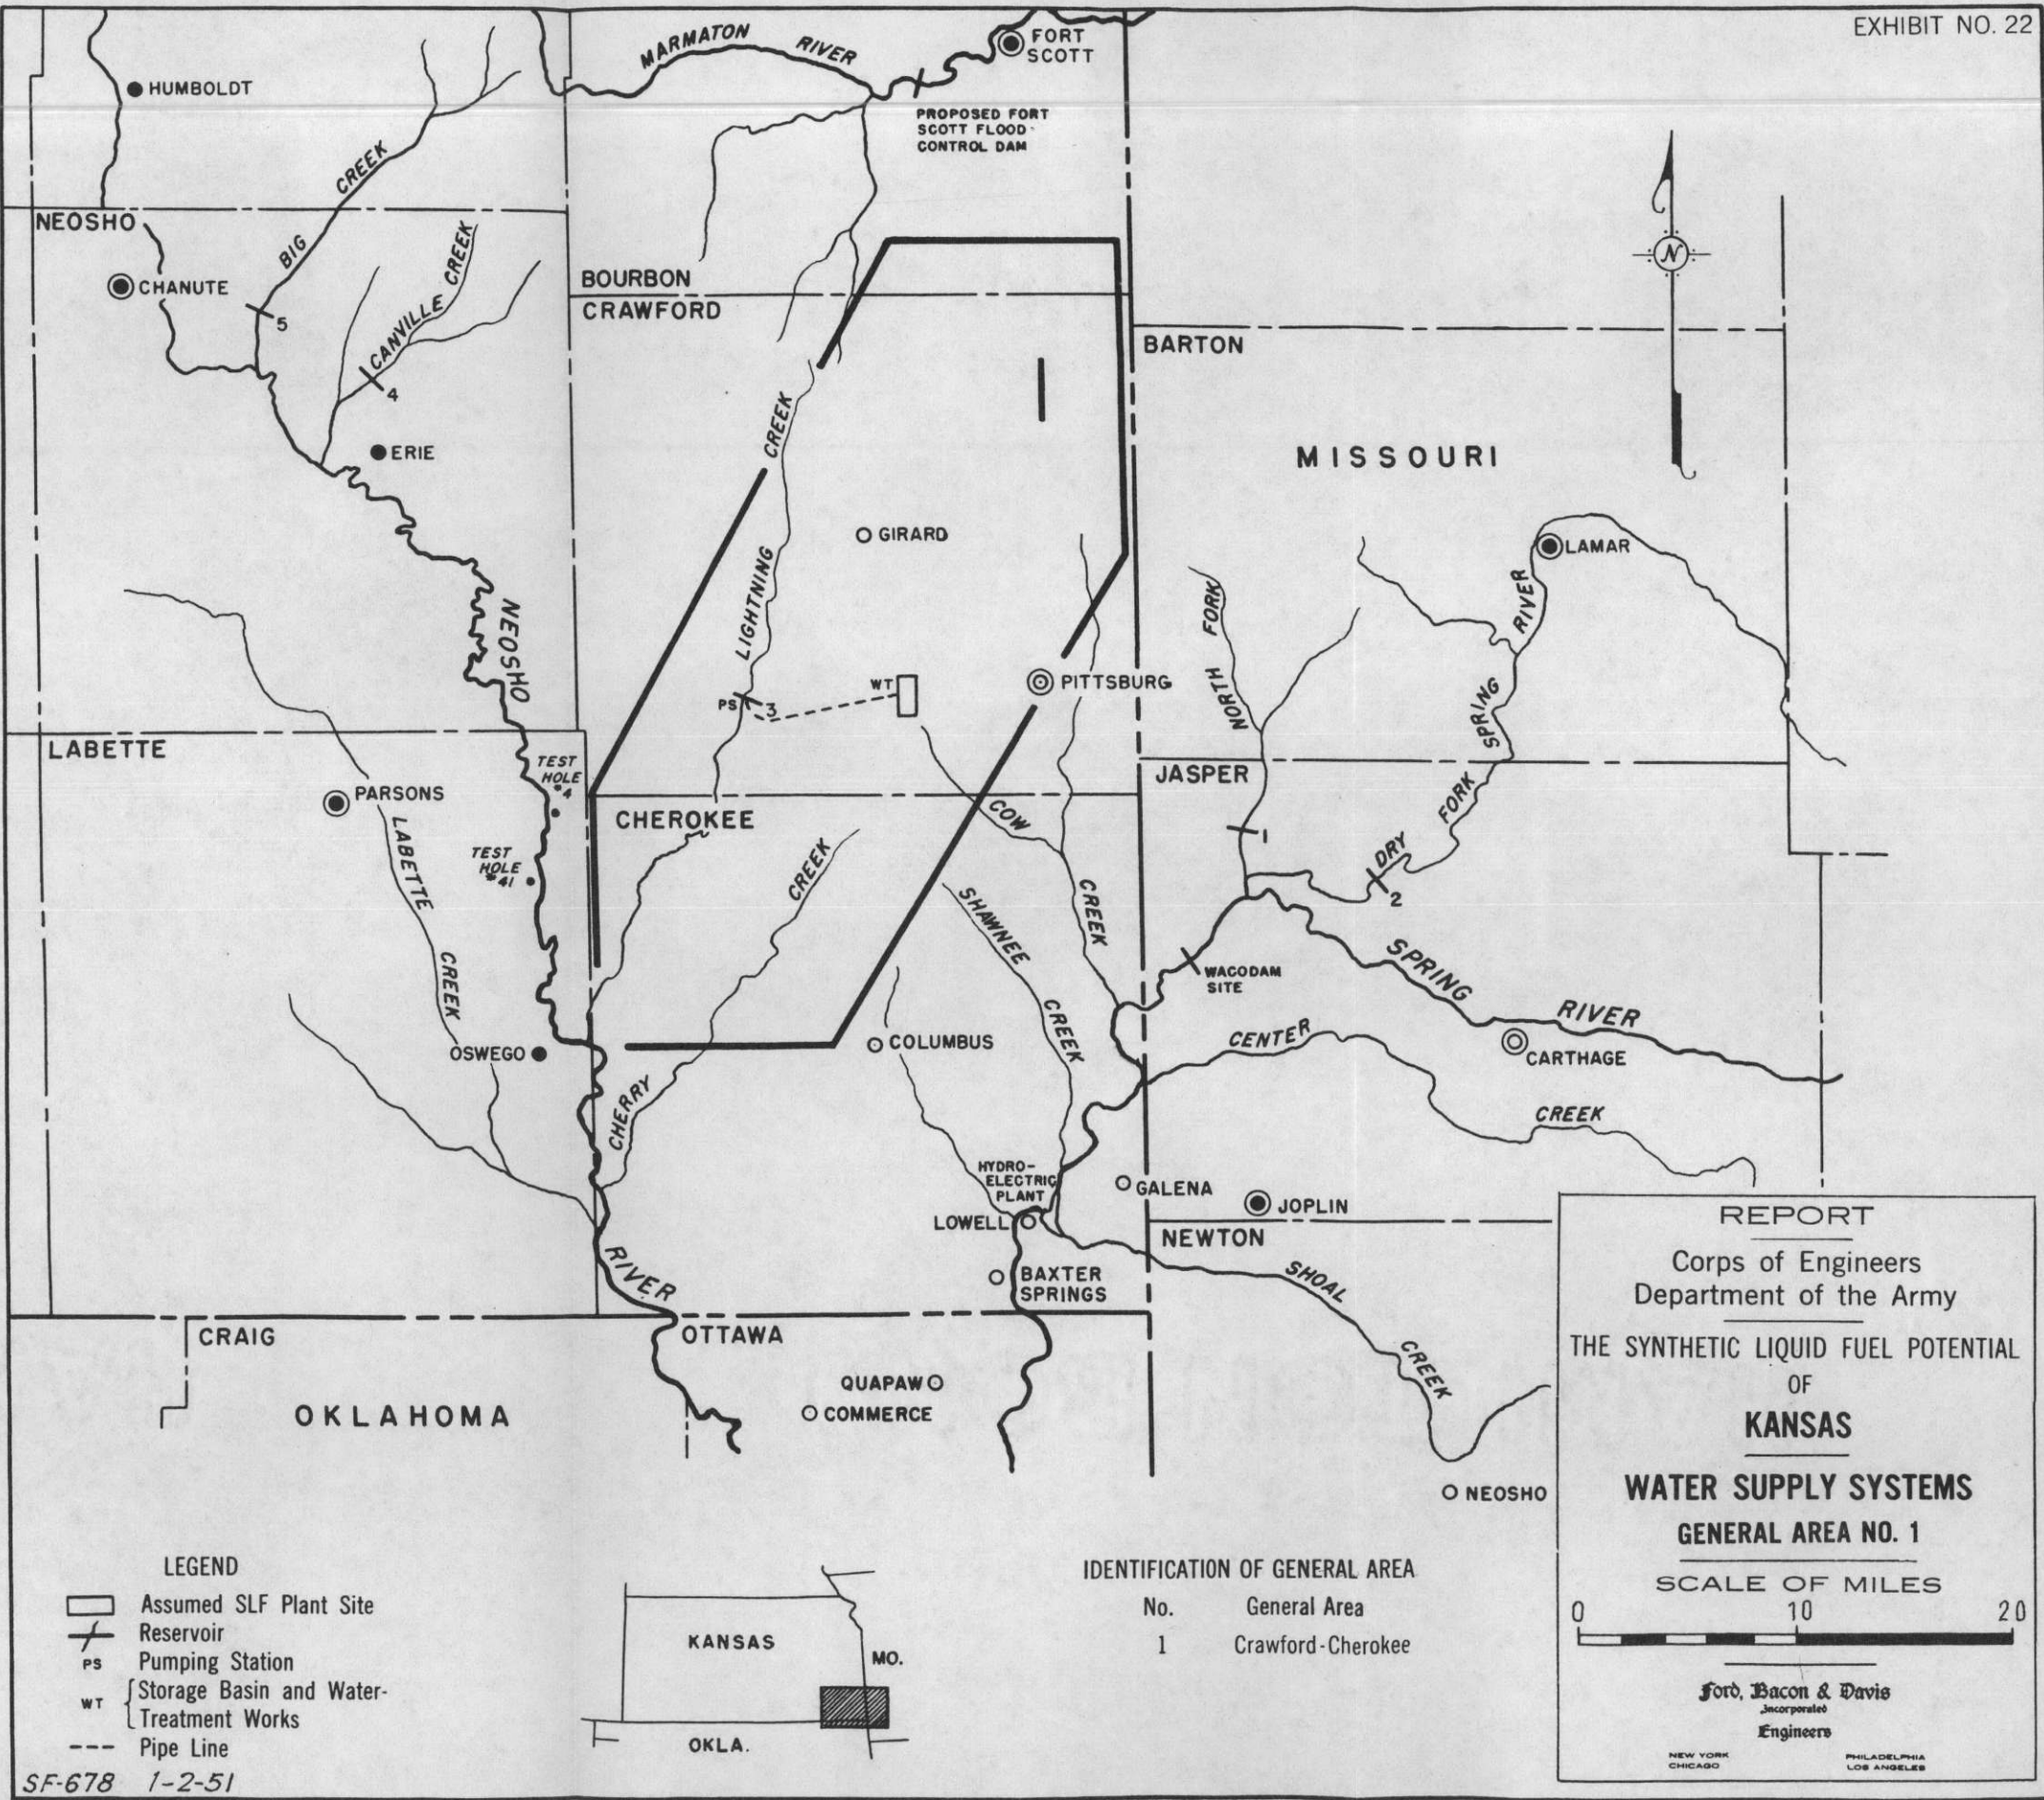 EXHIBIT NO. 22
MARMATON RIVER
FORT
SCOTT
HUMBOLDT
PROPOSED FORT
SCOTT FLOOD
CONTROL DAM
BIG CREEK
NEOSHO
CANVILLE CREEK
CHANUTE
5
4
BOURBON
CRAWFORD
BARTON
ERIE
MISSOURI
LIGHTNING CREEK
GIRARD
LAMAR
NEOSHO
NORTH FORK
DRY FORK SPRING RIVER
WT
PITTSBURG
PS
3
LABETTE
TEST
HOLE
#4
JASPER
PARSONS
CHEROKEE
COW CREEK
1
LABETTE CREEK
TEST
HOLE
#41
CREEK
SHAWNEE CREEK
2
WACODAM
SITE
SPRING RIVER
OSWEGO
COLUMBUS
CENTER
CARTHAGE
CHERRY
CREEK
HYDRO-
ELECTRIC
PLANT
GALENA
JOPLIN
LOWELL
NEWTON
RIVER
BAXTER
SPRINGS
SHOAL CREEK
CRAIG
OTTAWA
QUAPAW
COMMERCE
OKLAHOMA
NEOSHO
REPORT
Corps of Engineers
Department of the Army
THE SYNTHETIC LIQUID FUEL POTENTIAL
OF
KANSAS
WATER SUPPLY SYSTEMS
GENERAL AREA NO. 1
SCALE OF MILES
0 10 20
Ford, Bacon & Davis
Incorporated
Engineers
NEW YORK PHILADELPHIA
CHICAGO LOS ANGELES
LEGEND
Assumed SLF Plant Site
Reservoir
PS Pumping Station
WT Storage Basin and Water-
Treatment Works
Pipe Line
SF-678 1-2-51
KANSAS
MO.
OKLA.
N
IDENTIFICATION OF GENERAL AREA
No. General Area
1 Crawford-Cherokee